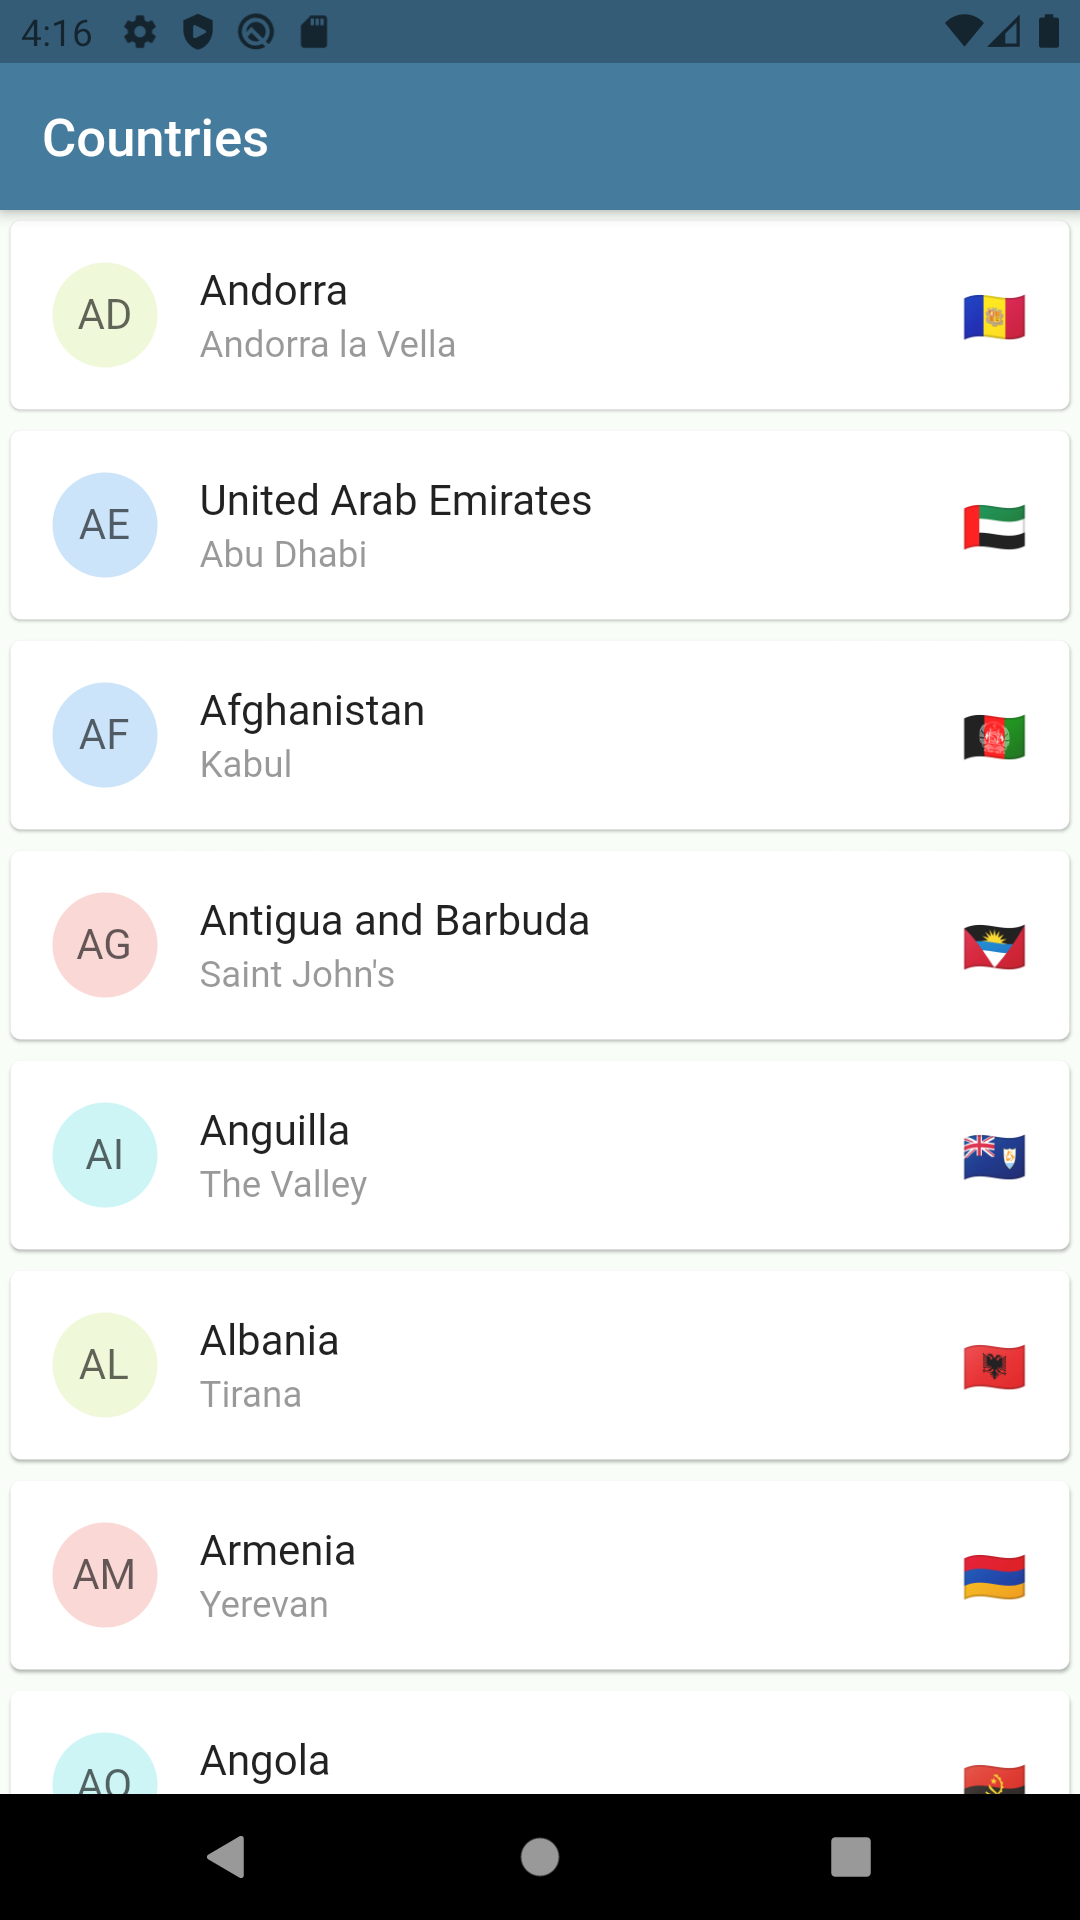 4:16
Countries
AD
Andorra
Andorra la Vella
AE
United Arab Emirates
Abu Dhabi
AF
Afghanistan
Kabul
AG
Antigua and Barbuda
Saint John's
AI
Anguilla
The Valley
AL
Albania
Tirana
AM
Armenia
Yerevan
AO
Angola